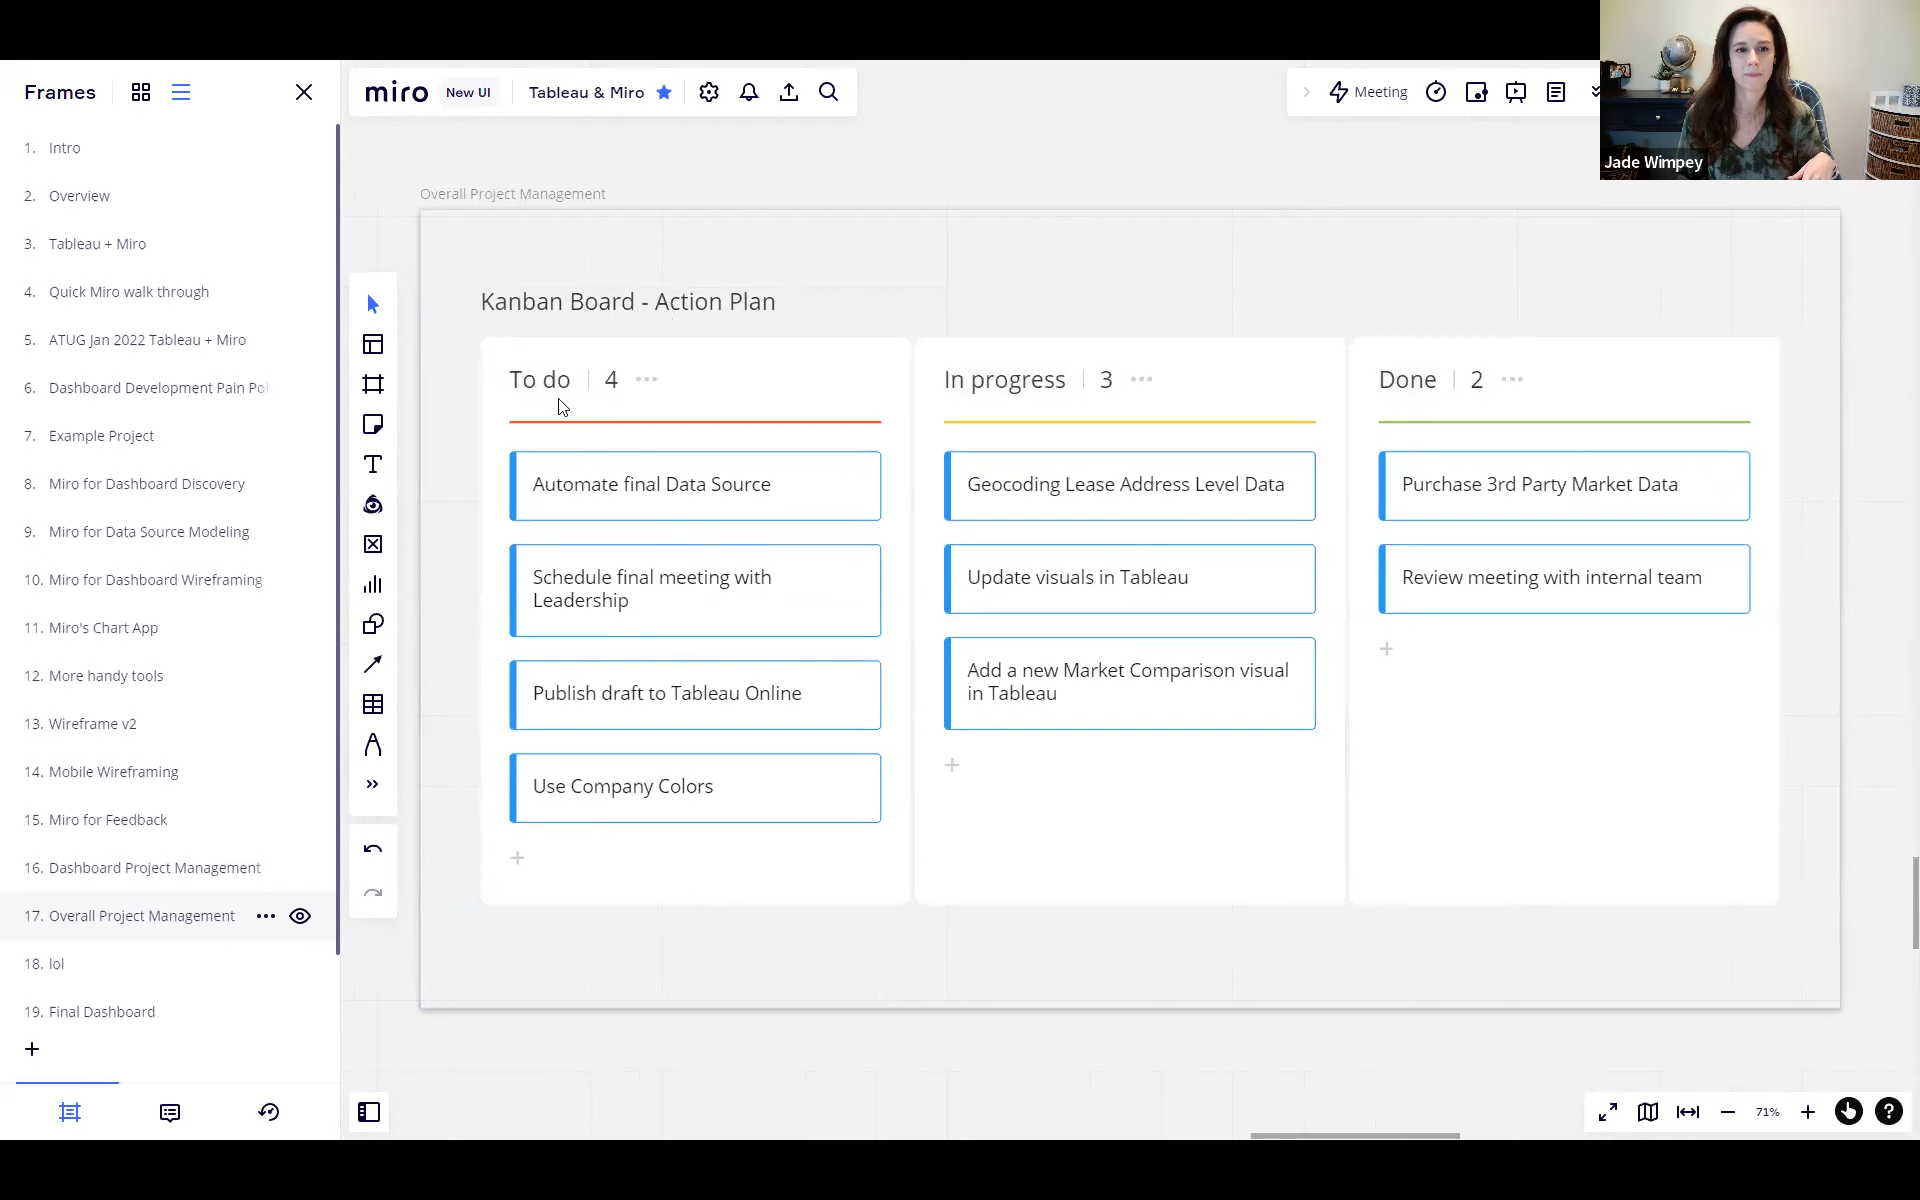 Frames
1. Intro
2. Overview
3. Tableau + Miro
4. Quick Miro walk through
5. ATUG Jan 2022 Tableau + Miro
6. Dashboard Development Pain Poi
7. Example Project
8. Miro for Dashboard Discovery
9. Miro for Data Source Modeling
10. Miro for Dashboard Wireframing
11. Miro's Chart App
12. More handy tools
13. Wireframe v2
14. Mobile Wireframing
15. Miro for Feedback
16. Dashboard Project Management
17. Overall Project Management
18. lol
19. Final Dashboard
miro
New UI
Tableau & Miro
Meeting
Jade Wimpey
Overall Project Management
Kanban Board - Action Plan
To do 4
Automate final Data Source
Schedule final meeting with
Leadership
Publish draft to Tableau Online
Use Company Colors
In progress 3
Geocoding Lease Address Level Data
Update visuals in Tableau
Add a new Market Comparison visual
in Tableau
Done 2
Purchase 3rd Party Market Data
Review meeting with internal team
71%